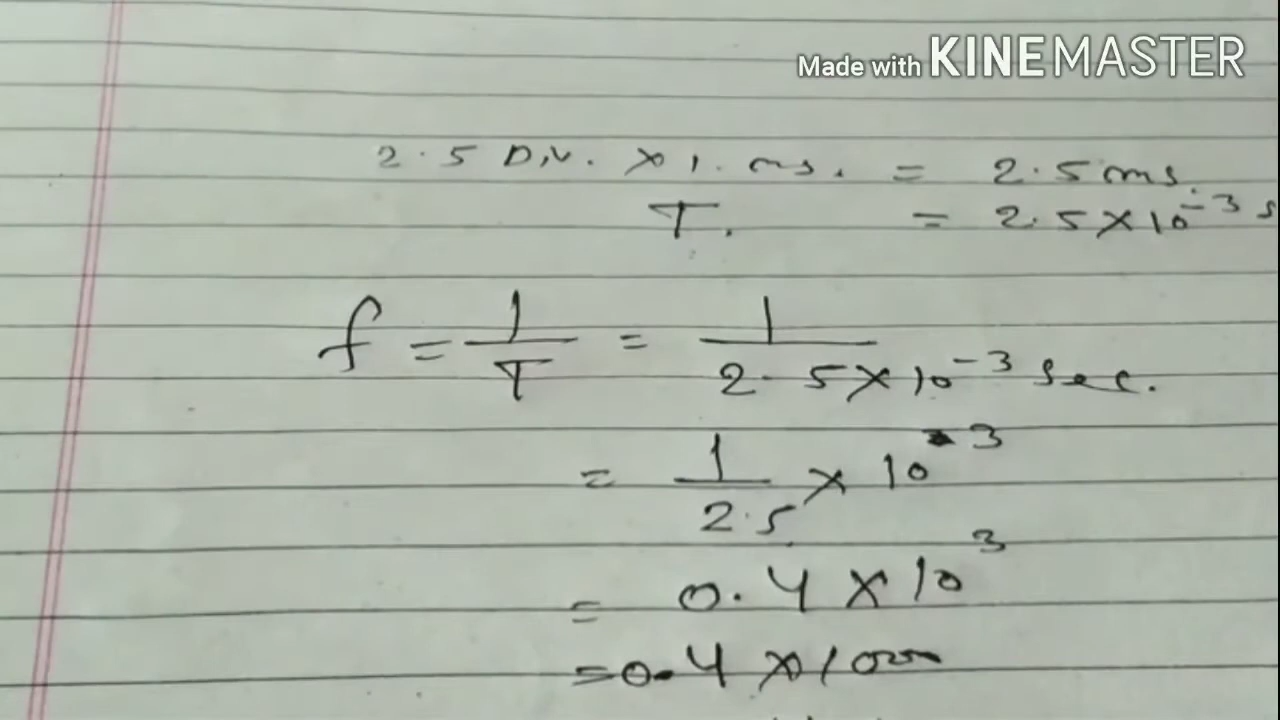 Made with KINEMASTER
2.5 Div. × 1. ms. = 2.5 ms.
T. = 2.5 × 10⁻³ s
f = 1/T = 1/2.5 × 10⁻³ Sec.
= 1/2.5 × 10³
= 0.4 × 10³
= 0.4 × 1000